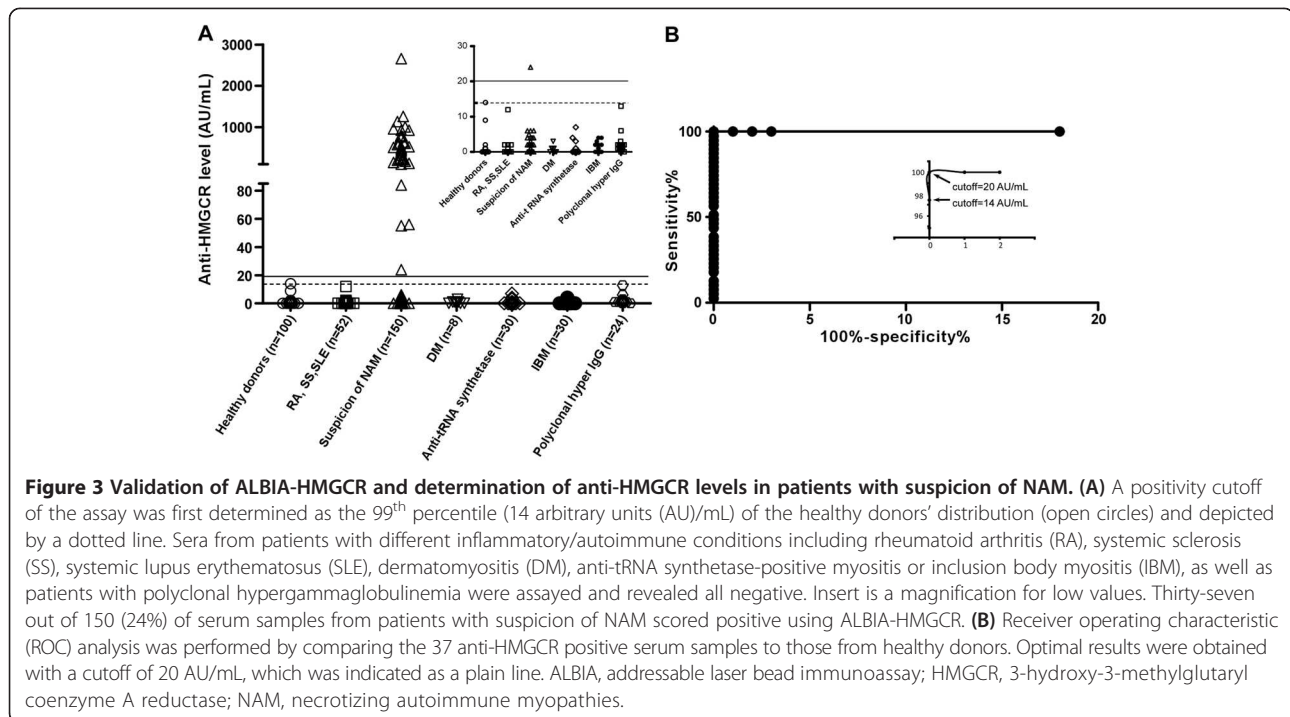 A
B
3000
2000
1000
80
60
40
20
0
Anti-HMGCR level (AU/mL)
Healthy donors (n=100)
RA, SS,SLE (n=52)
Suspicion of NAM (n=150)
DM (n=8)
Anti-tRNA synthetase (n=30)
IBM (n=30)
Polyclonal hyper IgG (n=24)
30
20
10
0
Healthy donors
RA, SS,SLE
Suspicion of NAM
DM
Anti-t RNA synthetase
IBM
Polyclonal hyper IgG
100
50
0
Sensitivity%
0
5
10
15
20
100%-specificity%
100
98
96
cutoff=20 AU/mL
cutoff=14 AU/mL
0
1
2
Figure 3 Validation of ALBIA-HMGCR and determination of anti-HMGCR levels in patients with suspicion of NAM. (A) A positivity cutoff
of the assay was first determined as the 99th percentile (14 arbitrary units (AU)/mL) of the healthy donors’ distribution (open circles) and depicted
by a dotted line. Sera from patients with different inflammatory/autoimmune conditions including rheumatoid arthritis (RA), systemic sclerosis
(SS), systemic lupus erythematosus (SLE), dermatomyositis (DM), anti-tRNA synthetase-positive myositis or inclusion body myositis (IBM), as well as
patients with polyclonal hypergammaglobulinemia were assayed and revealed all negative. Insert is a magnification for low values. Thirty-seven
out of 150 (24%) of serum samples from patients with suspicion of NAM scored positive using ALBIA-HMGCR. (B) Receiver operating characteristic
(ROC) analysis was performed by comparing the 37 anti-HMGCR positive serum samples to those from healthy donors. Optimal results were obtained
with a cutoff of 20 AU/mL, which was indicated as a plain line. ALBIA, addressable laser bead immunoassay; HMGCR, 3-hydroxy-3-methylglutaryl
coenzyme A reductase; NAM, necrotizing autoimmune myopathies.